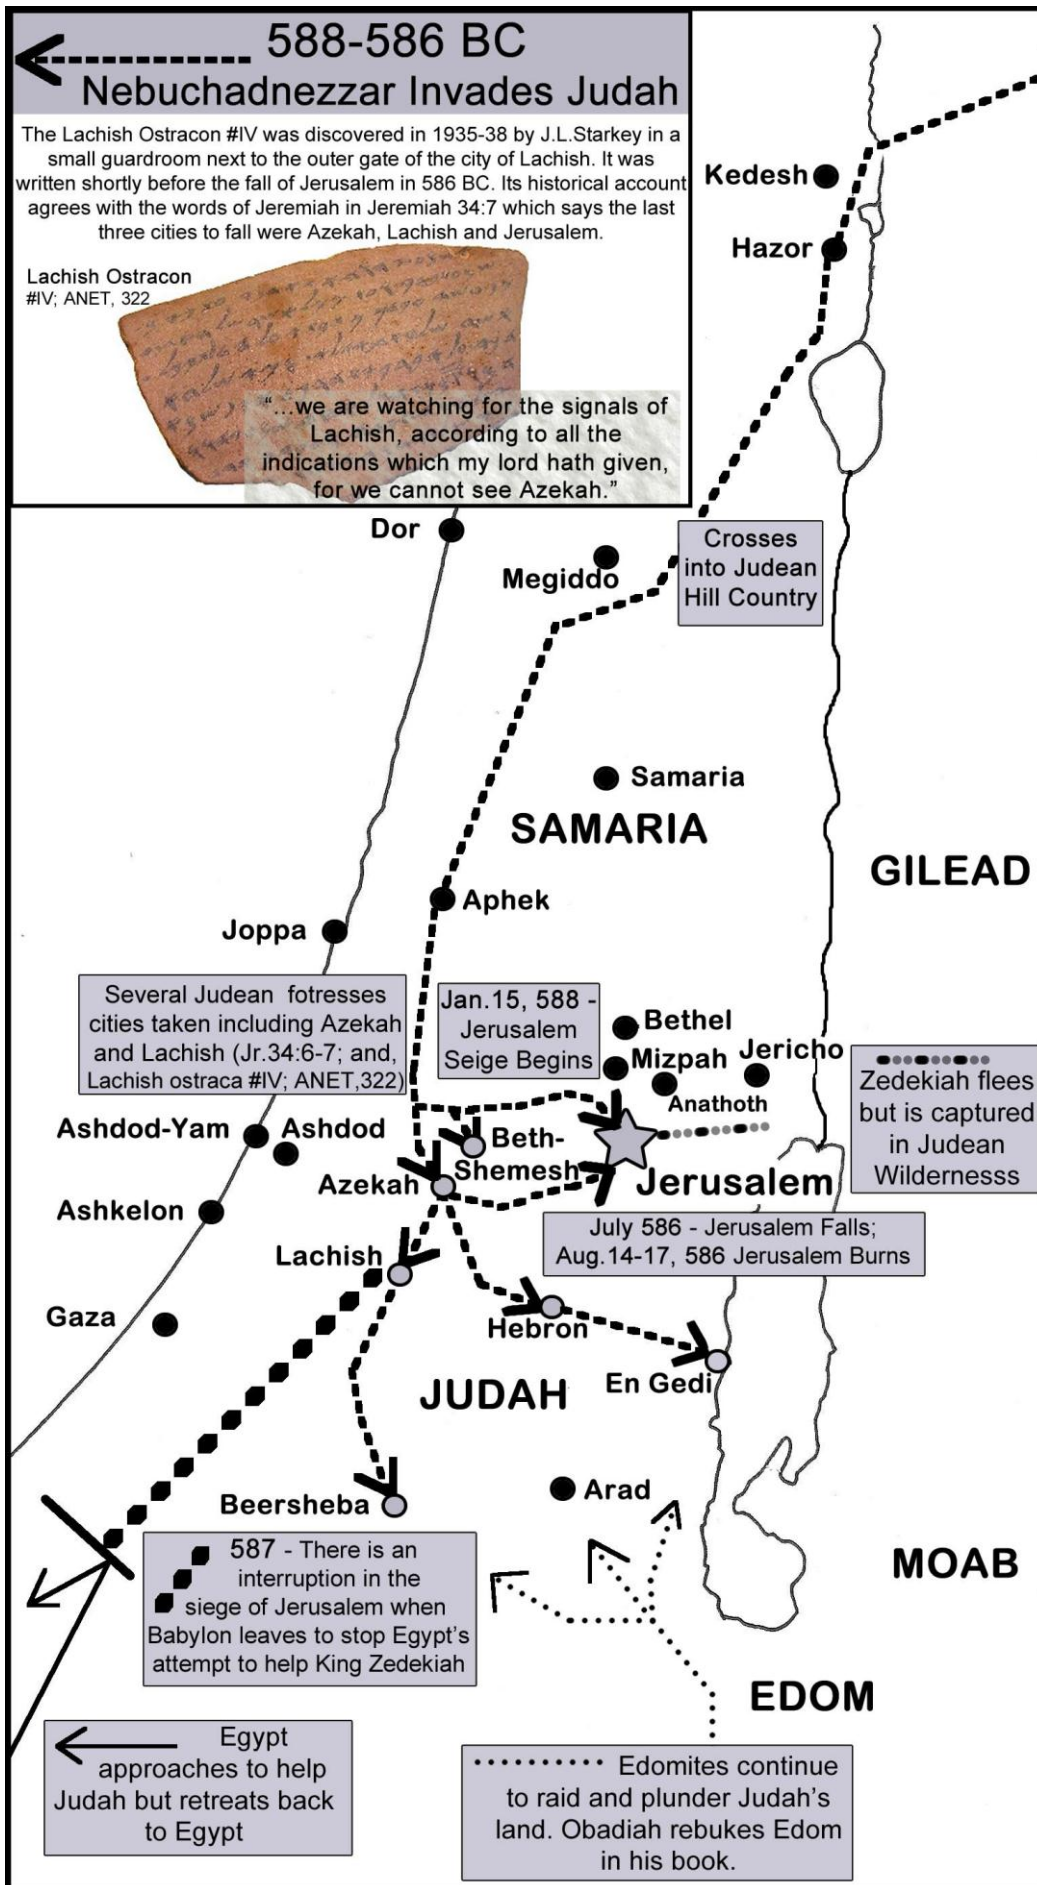 588-586 BC
Nebuchadnezzar Invades Judah
The Lachish Ostracon #IV was discovered in 1935-38 by J.L.Starkey in a
small guardroom next to the outer gate of the city of Lachish. It was
written shortly before the fall of Jerusalem in 586 BC. Its historical account
agrees with the words of Jeremiah in Jeremiah 34:7 which says the last
three cities to fall were Azekah, Lachish and Jerusalem.
Lachish Ostracon
#IV; ANET, 322
“...we are watching for the signals of
Lachish, according to all the
indications which my lord hath given,
for we cannot see Azekah.”
Kedesh
Hazor
Dor
Megiddo
Crosses
into Judean
Hill Country
Samaria
SAMARIA
GILEAD
Aphek
Joppa
Several Judean fotresses
cities taken including Azekah
and Lachish (Jr.34:6-7; and,
Lachish ostraca #IV; ANET,322)
Jan.15, 588 -
Jerusalem
Seige Begins
Bethel
Mizpah
Jericho
Anathoth
Zedekiah flees
but is captured
in Judean
Wildernesss
Ashdod-Yam
Ashdod
Beth-
Shemesh
Azekah
Jerusalem
Ashkelon
July 586 - Jerusalem Falls;
Aug.14-17, 586 Jerusalem Burns
Lachish
Gaza
Hebron
En Gedi
JUDAH
Beersheba
Arad
587 - There is an
interruption in the
siege of Jerusalem when
Babylon leaves to stop Egypt's
attempt to help King Zedekiah
MOAB
EDOM
Egypt
approaches to help
Judah but retreats back
to Egypt
Edomites continue
to raid and plunder Judah's
land. Obadiah rebukes Edom
in his book.